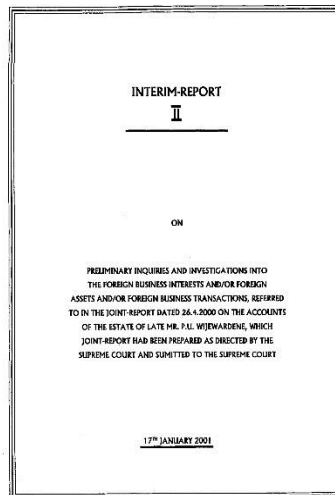 INTERIM-REPORT
II
ON
PRELIMINARY INQUIRIES AND INVESTIGATIONS INTO
THE FOREIGN BUSINESS INTERESTS AND/OR FOREIGN
ASSETS AND/OR FOREIGN BUSINESS TRANSACTIONS, REFERRED
TO IN THE JOINT-REPORT DATED 26.4.2000 ON THE ACCOUNTS
OF THE ESTATE OF LATE MR. P.U. WIJEWARDENE, WHICH
JOINT-REPORT HAD BEEN PREPARED AS DIRECTED BY THE
SUPREME COURT AND SUMITTED TO THE SUPREME COURT
17TH JANUARY 2001